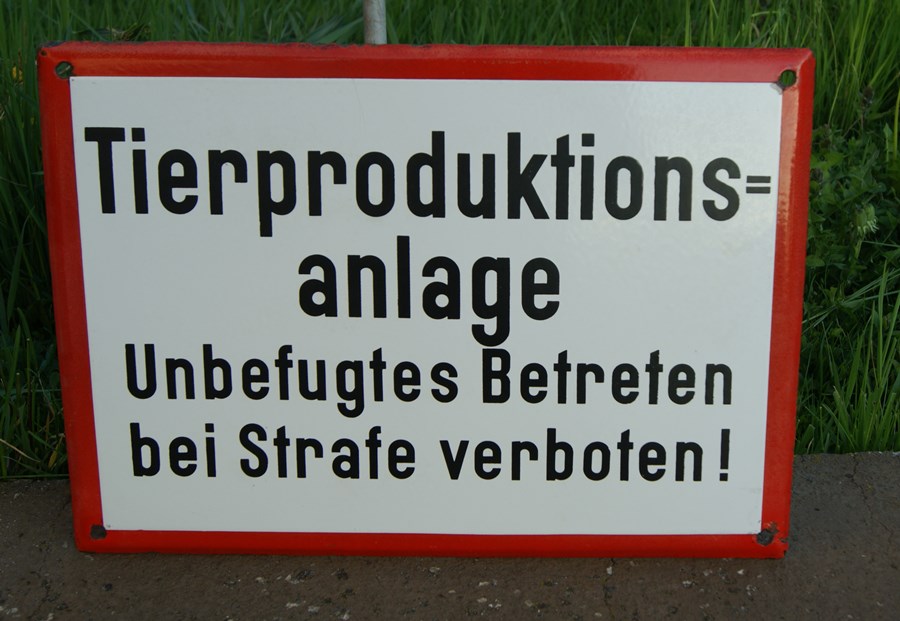 Tierproduktions=
anlage
Unbefugtes Betreten
bei Strafe verboten!